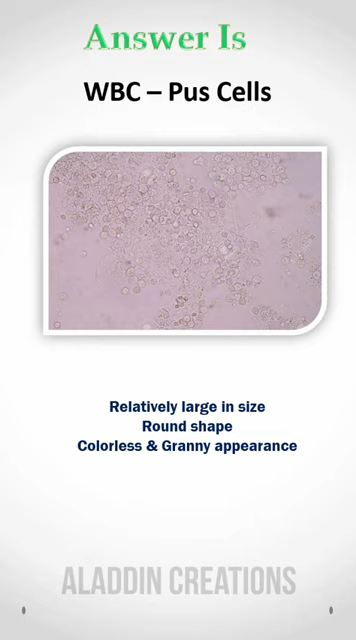 Answer Is
WBC – Pus Cells
Relatively large in size
Round shape
Colorless & Granny appearance
ALADDIN CREATIONS